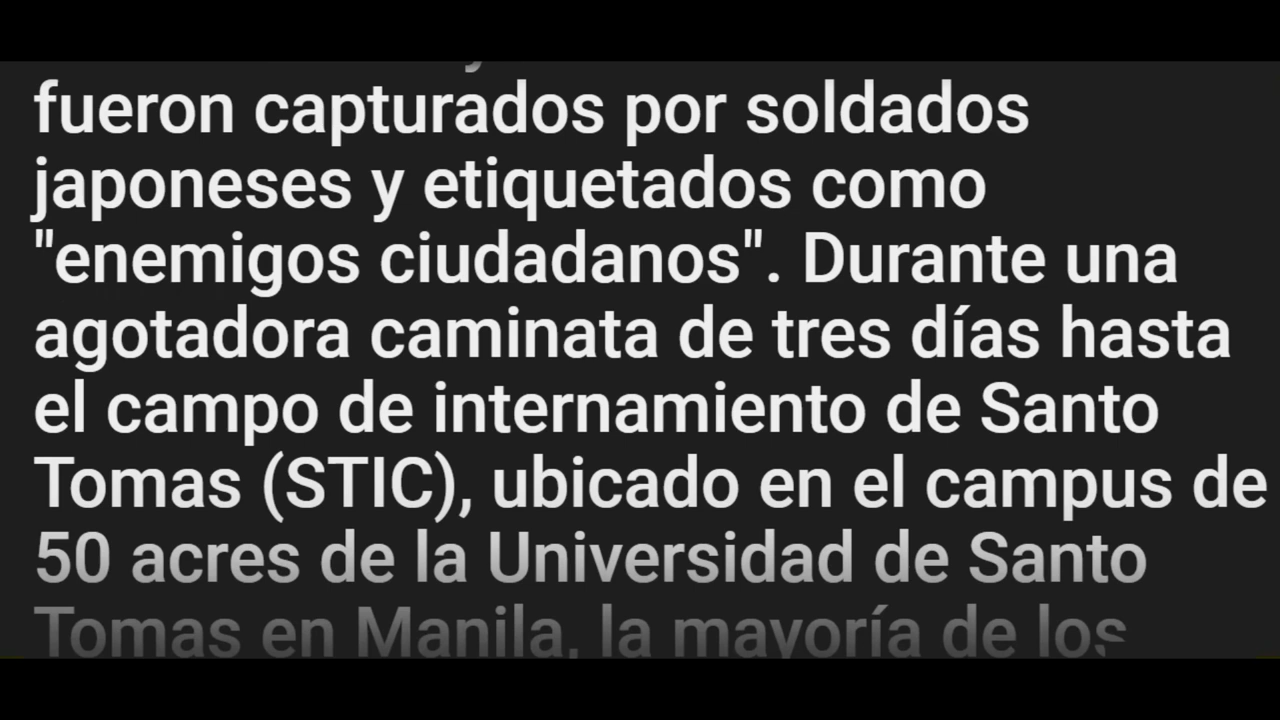 fueron capturados por soldados
japoneses y etiquetados como
"enemigos ciudadanos". Durante una
agotadora caminata de tres días hasta
el campo de internamiento de Santo
Tomas (STIC), ubicado en el campus de
50 acres de la Universidad de Santo
Tomas en Manila, la mayoría de los